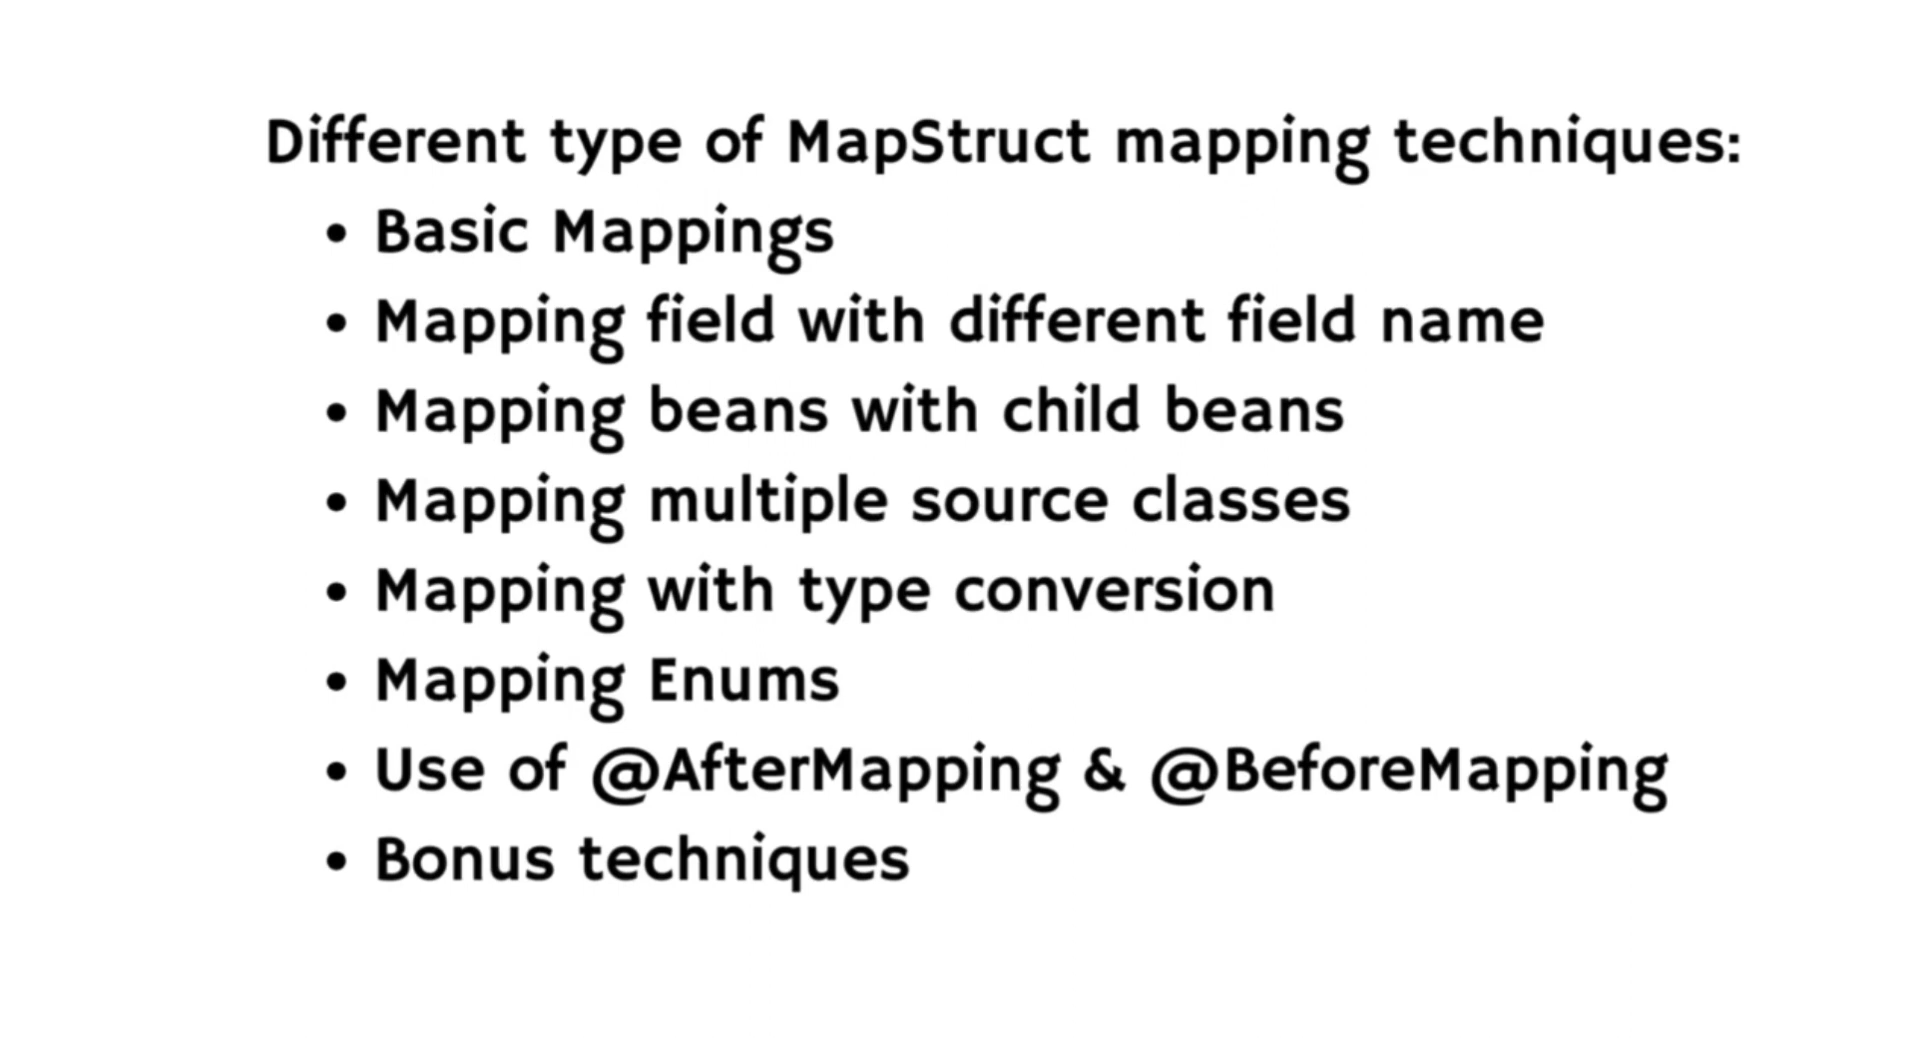 Different type of MapStruct mapping techniques:
• Basic Mappings
• Mapping field with different field name
• Mapping beans with child beans
• Mapping multiple source classes
• Mapping with type conversion
• Mapping Enums
• Use of @AfterMapping & @BeforeMapping
• Bonus techniques